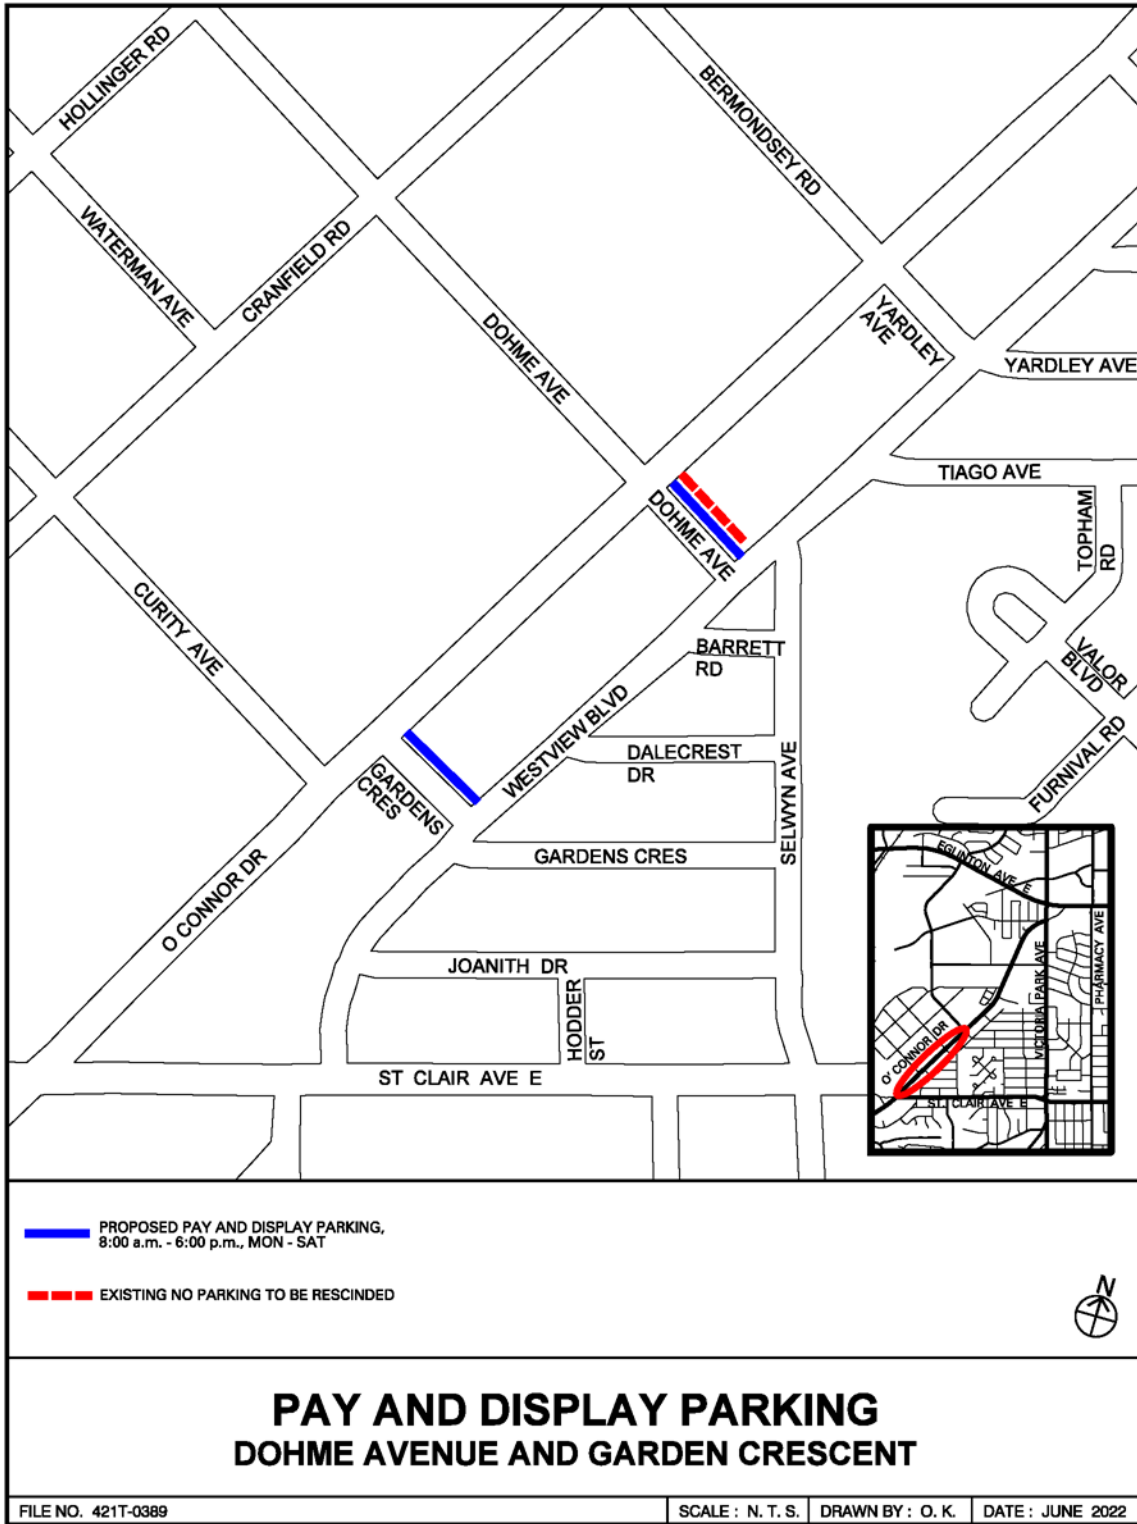 HOLLINGER RD
BERMONDSEY RD
WATERMAN AVE
CRANFIELD RD
DOHME AVE
YARDLEY
AVE
YARDLEY AVE
TIAGO AVE
DOHME AVE
TOPHAM
RD
CURITY AVE
BARRETT
RD
VALOR
BLVD
WESTVIEW BLVD
DALECREST
DR
SELWYN AVE
FURNIVAL RD
GARDENS
CRES
GARDENS CRES
O CONNOR DR
JOANITH DR
HODDER
ST
ST CLAIR AVE E
EGLINTON AVE E
VICTORIA PARK AVE
PHARMACY AVE
O' CONNOR DR
ST. CLAIR AVE E
PROPOSED PAY AND DISPLAY PARKING,
8:00 a.m. - 6:00 p.m., MON - SAT
EXISTING NO PARKING TO BE RESCINDED
N
PAY AND DISPLAY PARKING
DOHME AVENUE AND GARDEN CRESCENT
FILE NO. 421T-0389
SCALE : N. T. S.
DRAWN BY : O. K.
DATE : JUNE 2022